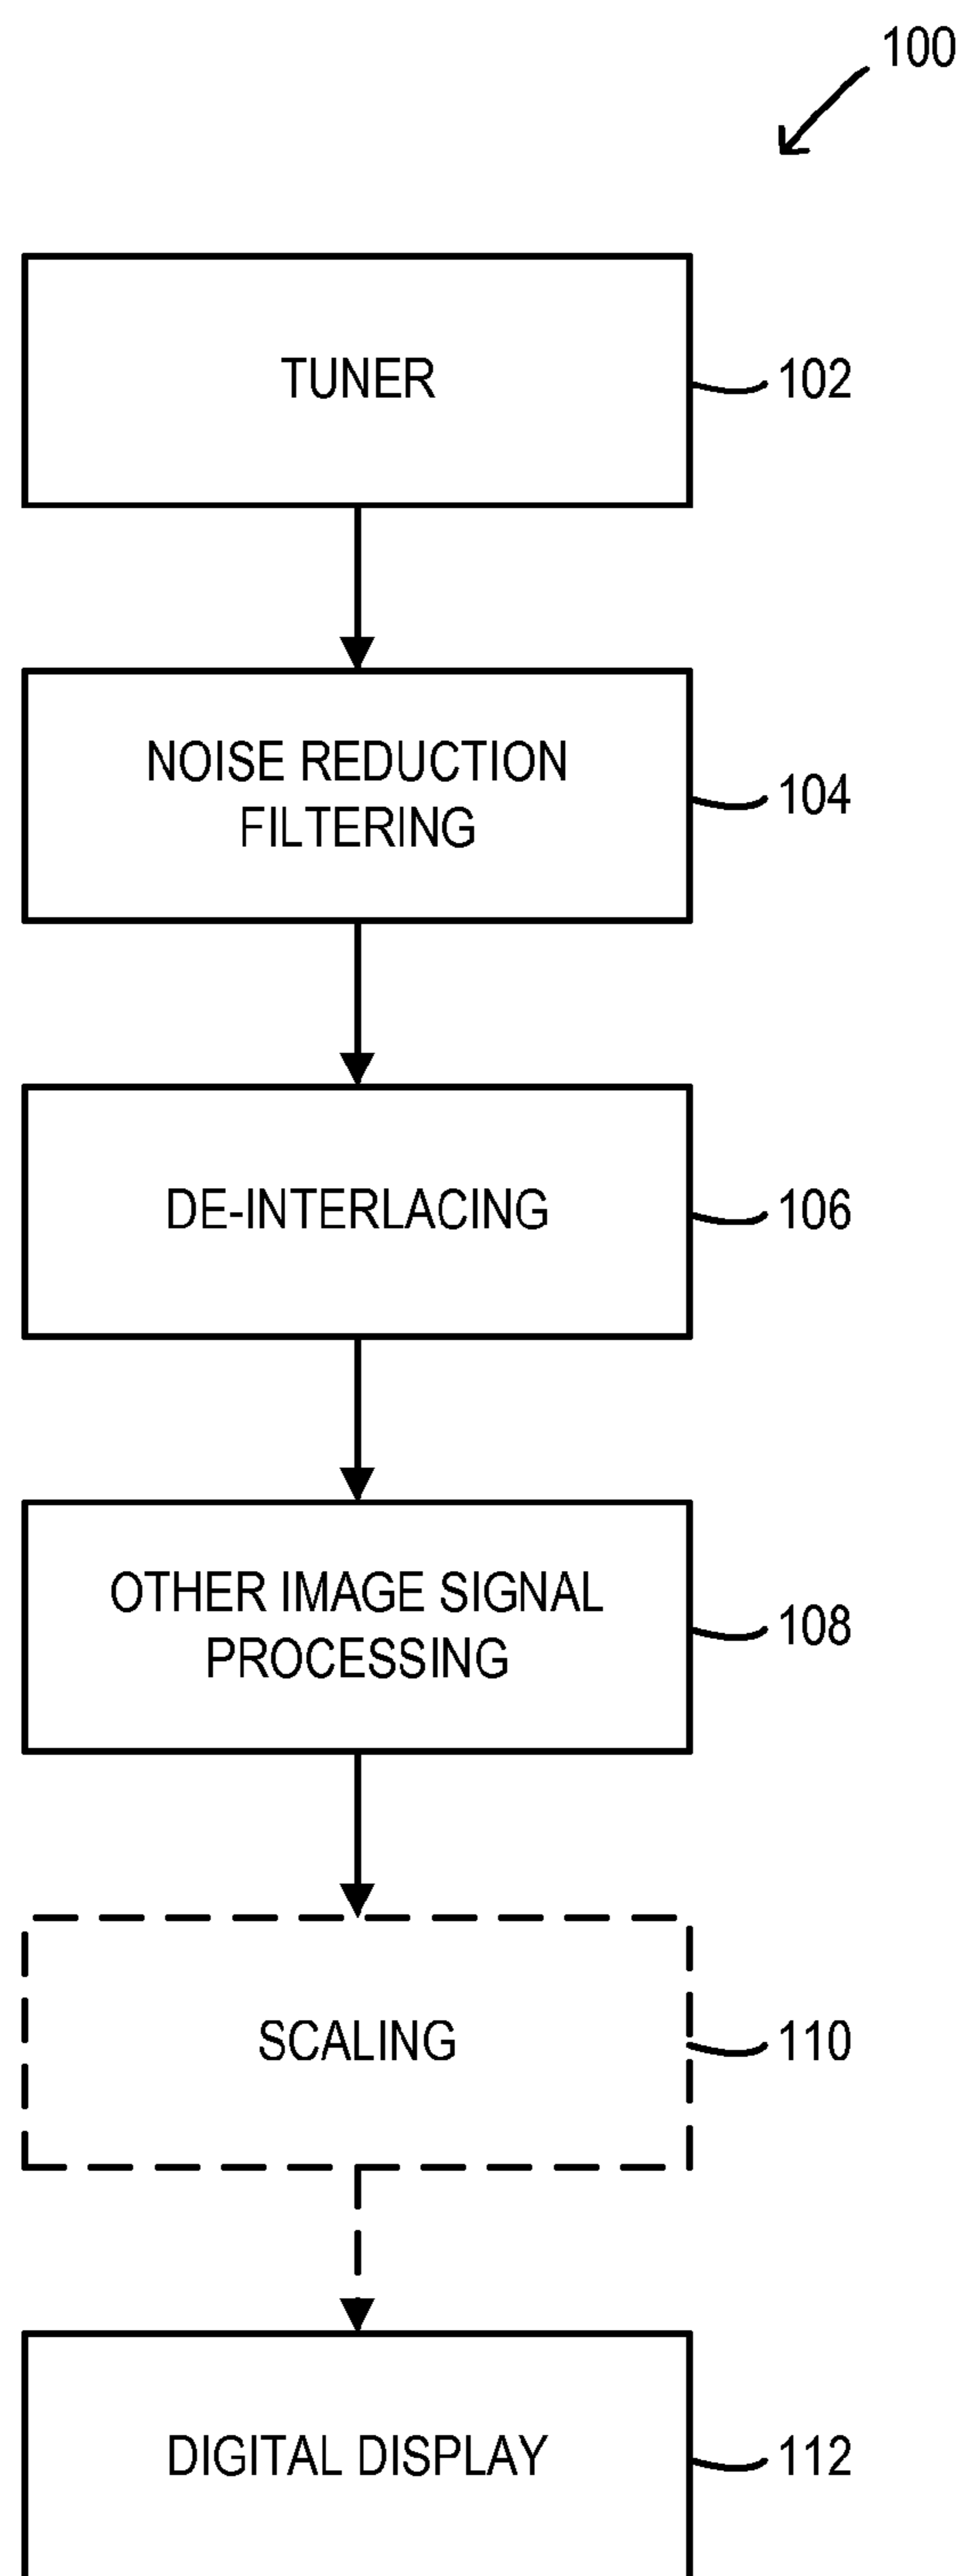 100
TUNER
102
NOISE REDUCTION
FILTERING
104
DE-INTERLACING
106
OTHER IMAGE SIGNAL
PROCESSING
108
SCALING
110
DIGITAL DISPLAY
112